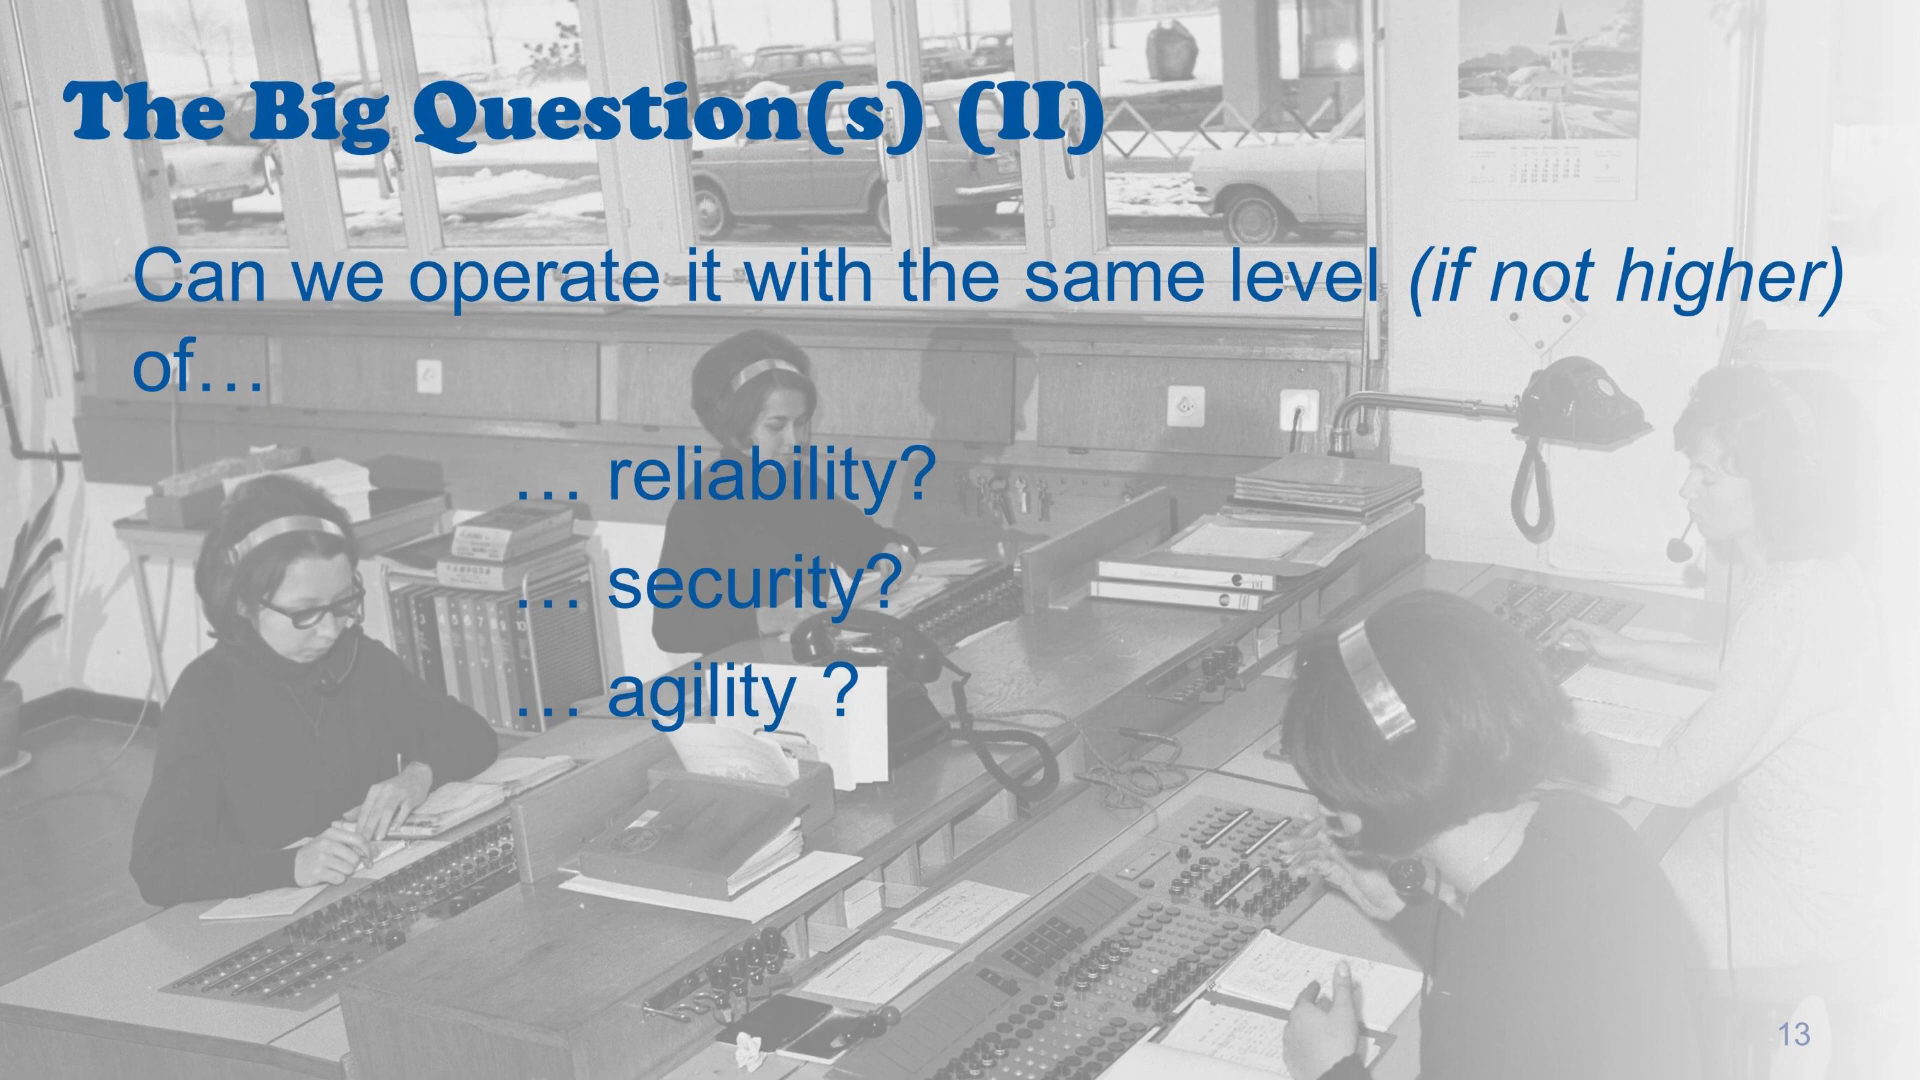 The Big Question(s) (II)
Can we operate it with the same level (if not higher)
of…
… reliability?
… security?
… agility ?
13